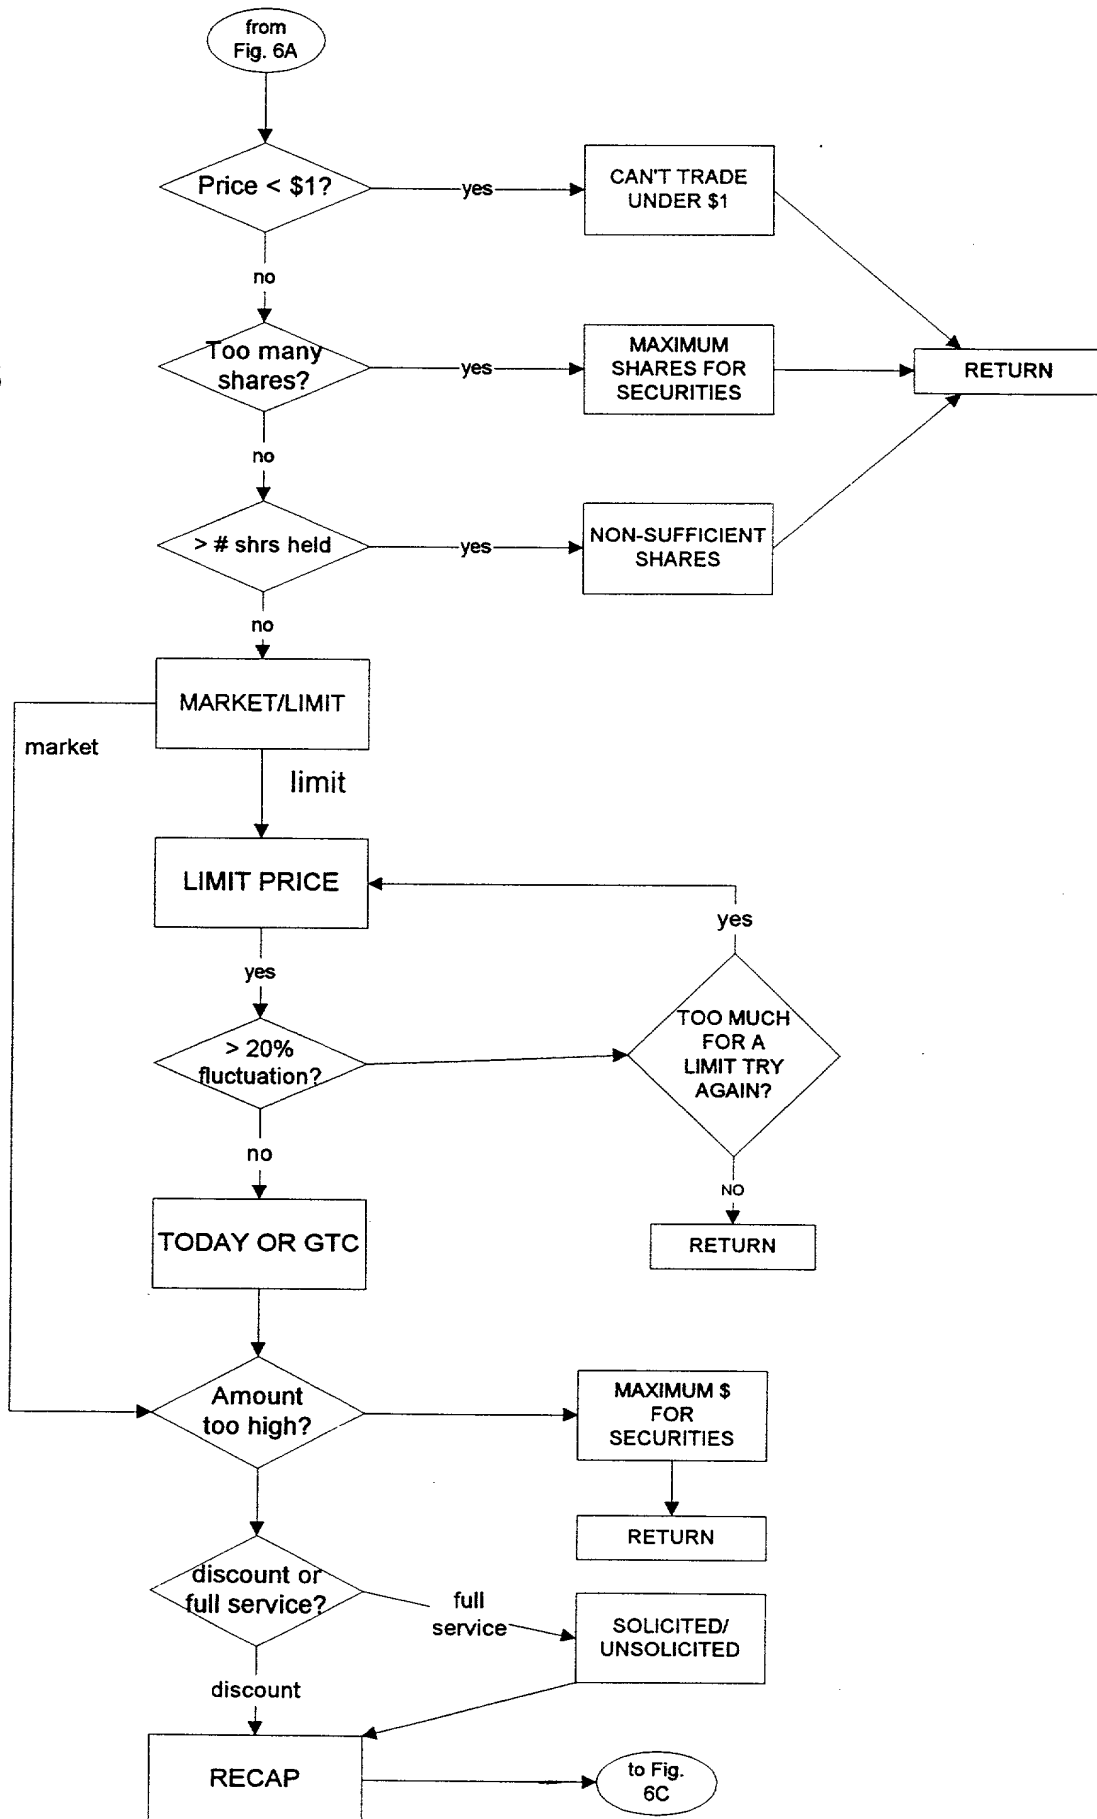 from
Fig. 6A
Price < $1?
yes
CAN'T TRADE
UNDER $1
no
Too many
shares?
yes
MAXIMUM
SHARES FOR
SECURITIES
RETURN
no
> # shrs held
yes
NON-SUFFICIENT
SHARES
no
MARKET/LIMIT
market
limit
LIMIT PRICE
yes
yes
> 20%
fluctuation?
TOO MUCH
FOR A
LIMIT TRY
AGAIN?
no
NO
TODAY OR GTC
RETURN
Amount
too high?
MAXIMUM $
FOR
SECURITIES
RETURN
discount or
full service?
full
service
SOLICITED/
UNSOLICITED
discount
RECAP
to Fig.
6C